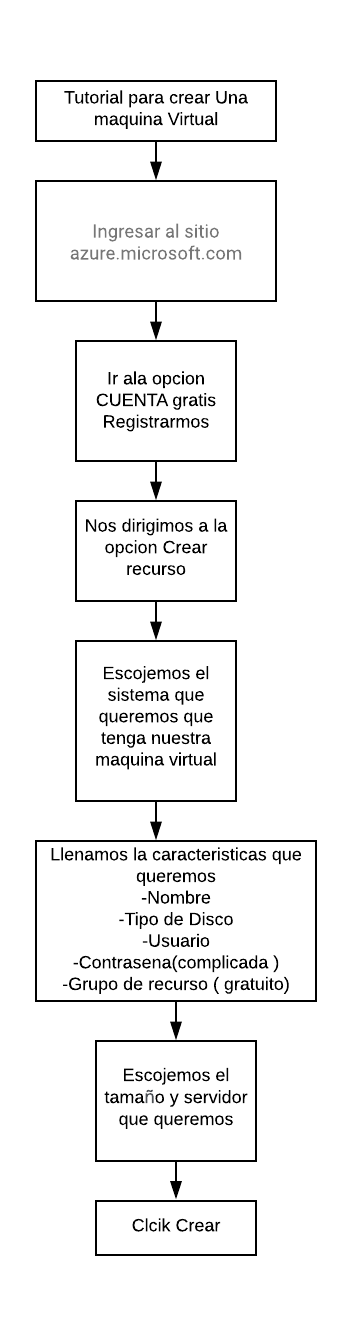 Tutorial para crear Una
maquina Virtual
Ingresar al sitio
azure.microsoft.com
Ir ala opcion
CUENTA gratis
Registrarmos
Nos dirigimos a la
opcion Crear
recurso
Escojemos el
sistema que
queremos que
tenga nuestra
maquina virtual
Llenamos la caracteristicas que
queremos
-Nombre
-Tipo de Disco
-Usuario
-Contrasena(complicada )
-Grupo de recurso ( gratuito)
Escojemos el
tamaño y servidor
que queremos
Clcik Crear